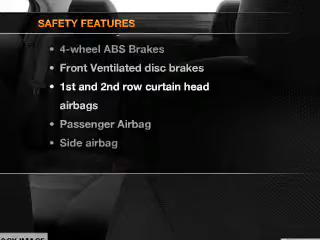 SAFETY FEATURES
• 4-wheel ABS Brakes
• Front Ventilated disc brakes
• 1st and 2nd row curtain head
airbags
• Passenger Airbag
• Side airbag